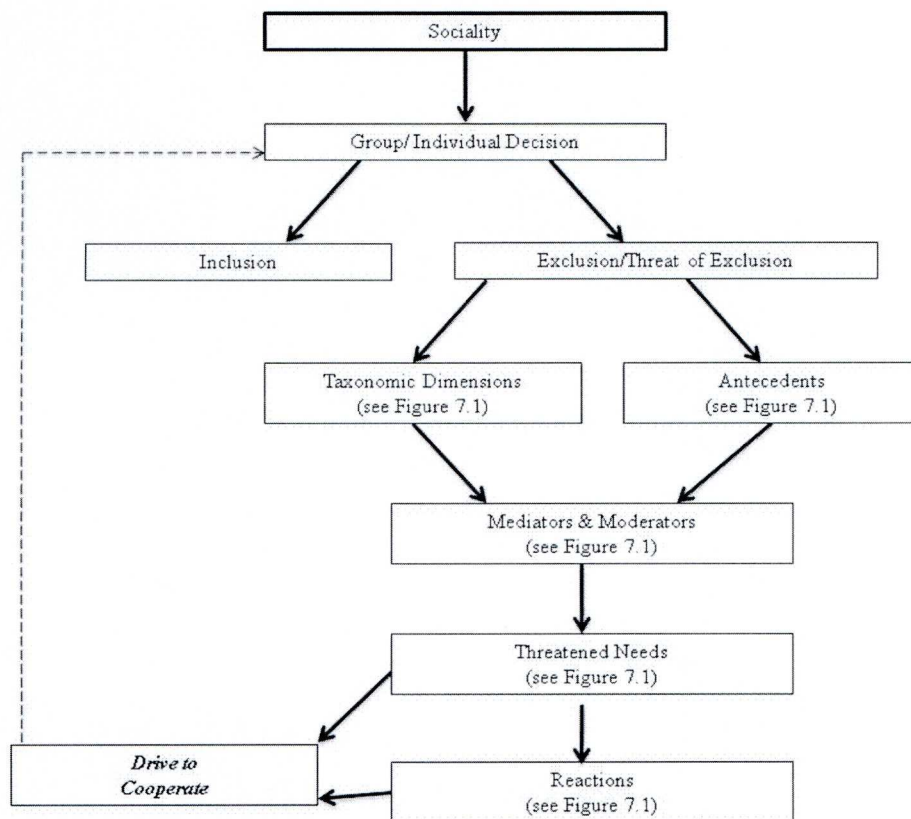 Sociality
Group/ Individual Decision
Inclusion
Exclusion/Threat of Exclusion
Taxonomic Dimensions
(see Figure 7.1)
Antecedents
(see Figure 7.1)
Mediators & Moderators
(see Figure 7.1)
Threatened Needs
(see Figure 7.1)
Drive to
Cooperate
Reactions
(see Figure 7.1)